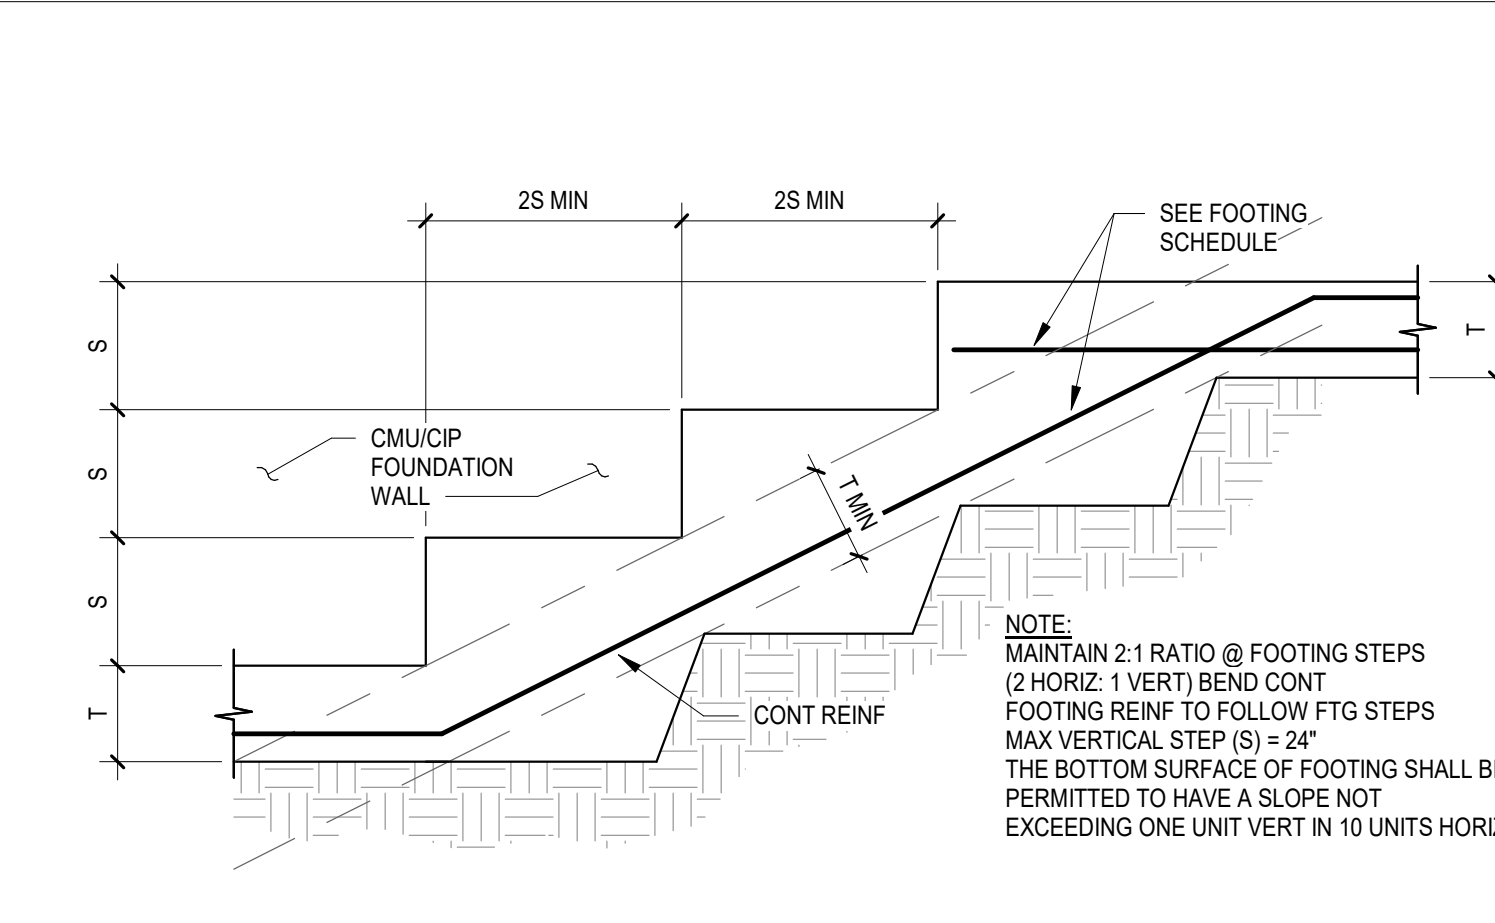 2S MIN
2S MIN
SEE FOOTING
SCHEDULE
S
T
CMU/CIP
FOUNDATION
WALL
S
T MIN
S
T
CONT REINF
NOTE:
MAINTAIN 2:1 RATIO @ FOOTING STEPS
(2 HORIZ: 1 VERT) BEND CONT
FOOTING REINF TO FOLLOW FTG STEPS
MAX VERTICAL STEP (S) = 24"
THE BOTTOM SURFACE OF FOOTING SHALL
PERMITTED TO HAVE A SLOPE NOT
EXCEEDING ONE UNIT VERT IN 10 UNITS